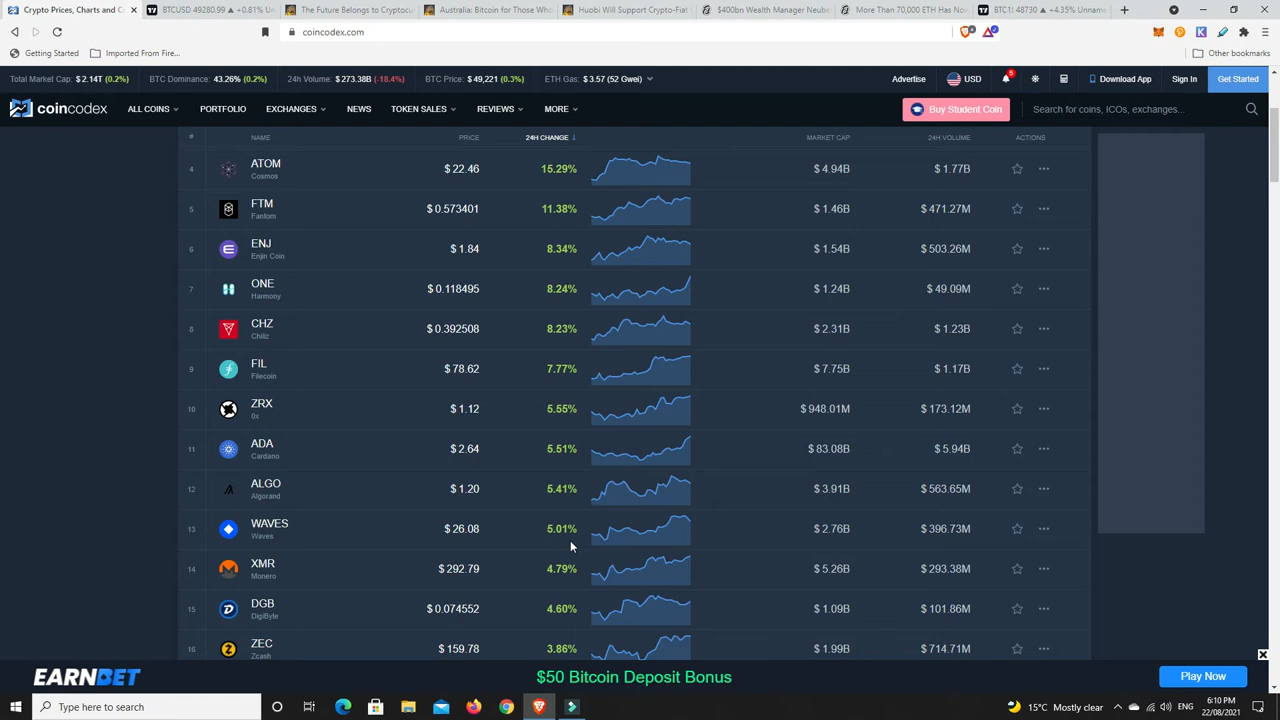 Crypto Prices, Charts and C
BTCUSD 49280.99 ▲ +0.81% Un
The Future Belongs to Cryptocu
Australia: Bitcoin for Those Who
Huobi Will Support Crypto-Fiat
$400bn Wealth Manager Neube
More Than 70,000 ETH Has Now
BTC1! 48730 ▲ +4.35% Unname
coincodex.com
Getting Started
Imported From Fire...
Other bookmarks
Total Market Cap: $ 2.14T (0.2%)
BTC Dominance: 43.26% (0.2%)
24h Volume: $ 273.38B (-18.4%)
BTC Price: $ 49,221 (0.3%)
ETH Gas: $ 3.57 (52 Gwei)
Advertise
USD
5
Download App
Sign In
Get Started
coincodex
ALL COINS
PORTFOLIO
EXCHANGES
NEWS
TOKEN SALES
REVIEWS
MORE
Buy Student Coin
Search for coins, ICOs, exchanges...
# NAME PRICE 24H CHANGE ↓ MARKET CAP 24H VOLUME ACTIONS
4 ATOM $ 22.46 15.29% $ 4.94B $ 1.77B
Cosmos
5 FTM $ 0.573401 11.38% $ 1.46B $ 471.27M
Fantom
6 ENJ $ 1.84 8.34% $ 1.54B $ 503.26M
Enjin Coin
7 ONE $ 0.118495 8.24% $ 1.24B $ 49.09M
Harmony
8 CHZ $ 0.392508 8.23% $ 2.31B $ 1.23B
Chiliz
9 FIL $ 78.62 7.77% $ 7.75B $ 1.17B
Filecoin
10 ZRX $ 1.12 5.55% $ 948.01M $ 173.12M
0x
11 ADA $ 2.64 5.51% $ 83.08B $ 5.94B
Cardano
12 ALGO $ 1.20 5.41% $ 3.91B $ 563.65M
Algorand
13 WAVES $ 26.08 5.01% $ 2.76B $ 396.73M
Waves
14 XMR $ 292.79 4.79% $ 5.26B $ 293.38M
Monero
15 DGB $ 0.074552 4.60% $ 1.09B $ 101.86M
DigiByte
16 ZEC $ 159.78 3.86% $ 1.99B $ 714.71M
Zcash
EARNBET
$50 Bitcoin Deposit Bonus
Play Now
Type here to search
15°C Mostly clear
ENG
6:10 PM
22/08/2021